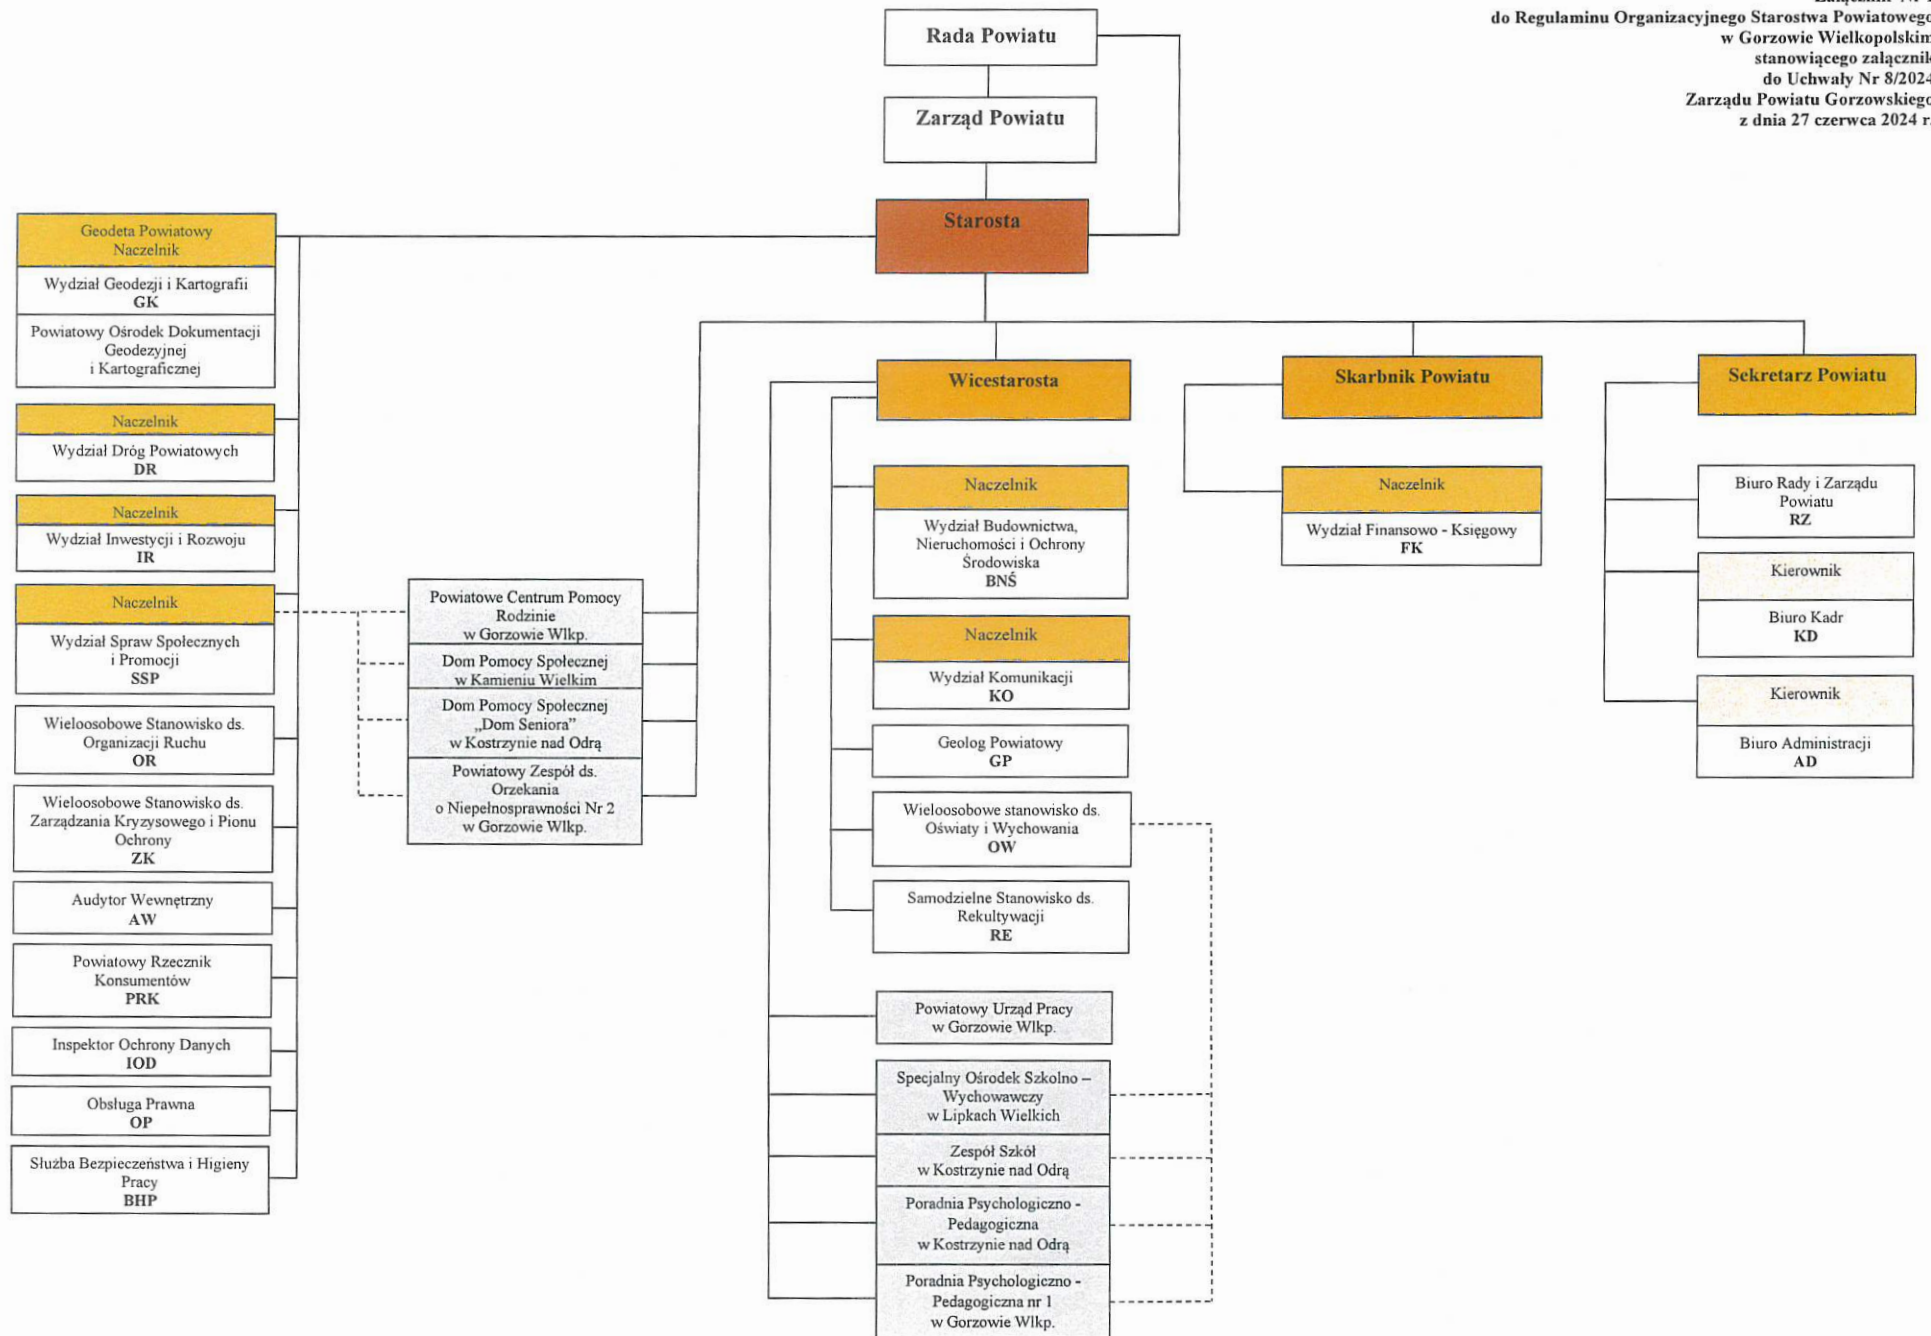 do Regulaminu Organizacyjnego Starostwa Powiatowego
w Gorzowie Wielkopolskim
stanowiącego załącznik
do Uchwały Nr 8/2024
Zarządu Powiatu Gorzowskiego
z dnia 27 czerwca 2024 r.
Rada Powiatu
Zarząd Powiatu
Starosta
Geodeta Powiatowy
Naczelnik
Wydział Geodezji i Kartografii
GK
Powiatowy Ośrodek Dokumentacji
Geodezyjnej
i Kartograficznej
Naczelnik
Wydział Dróg Powiatowych
DR
Naczelnik
Wydział Inwestycji i Rozwoju
IR
Naczelnik
Wydział Spraw Społecznych
i Promocji
SSP
Wieloosobowe Stanowisko ds.
Organizacji Ruchu
OR
Wieloosobowe Stanowisko ds.
Zarządzania Kryzysowego i Pionu
Ochrony
ZK
Audytor Wewnętrzny
AW
Powiatowy Rzecznik
Konsumentów
PRK
Inspektor Ochrony Danych
IOD
Obsługa Prawna
OP
Służba Bezpieczeństwa i Higieny
Pracy
BHP
Powiatowe Centrum Pomocy
Rodzinie
w Gorzowie Wlkp.
Dom Pomocy Społecznej
w Kamieniu Wielkim
Dom Pomocy Społecznej
„Dom Seniora”
w Kostrzynie nad Odrą
Powiatowy Zespół ds.
Orzekania
o Niepełnosprawności Nr 2
w Gorzowie Wlkp.
Wicestarosta
Naczelnik
Wydział Budownictwa,
Nieruchomości i Ochrony
Środowiska
BNŚ
Naczelnik
Wydział Komunikacji
KO
Geolog Powiatowy
GP
Wieloosobowe stanowisko ds.
Oświaty i Wychowania
OW
Samodzielne Stanowisko ds.
Rekultywacji
RE
Powiatowy Urząd Pracy
w Gorzowie Wlkp.
Specjalny Ośrodek Szkolno –
Wychowawczy
w Lipkach Wielkich
Zespół Szkół
w Kostrzynie nad Odrą
Poradnia Psychologiczno -
Pedagogiczna
w Kostrzynie nad Odrą
Poradnia Psychologiczno -
Pedagogiczna nr 1
w Gorzowie Wlkp.
Skarbnik Powiatu
Naczelnik
Wydział Finansowo - Księgowy
FK
Sekretarz Powiatu
Biuro Rady i Zarządu
Powiatu
RZ
Kierownik
Biuro Kadr
KD
Kierownik
Biuro Administracji
AD